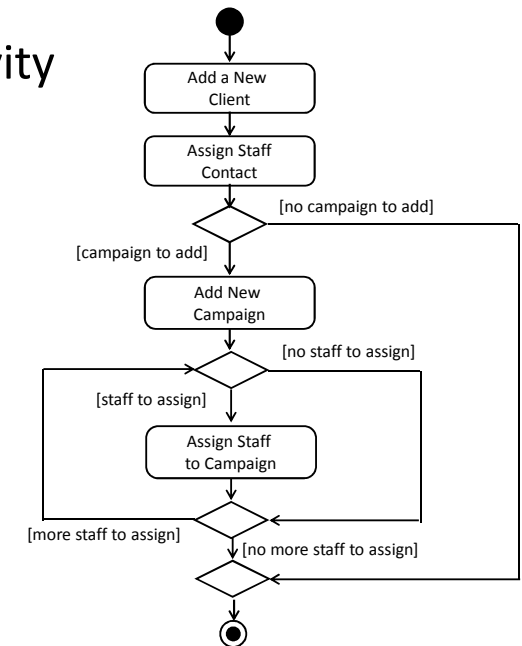 vity
Add a New
Client
Assign Staff
Contact
[no campaign to add]
[campaign to add]
Add New
Campaign
[no staff to assign]
[staff to assign]
Assign Staff
to Campaign
[more staff to assign]
[no more staff to assign]